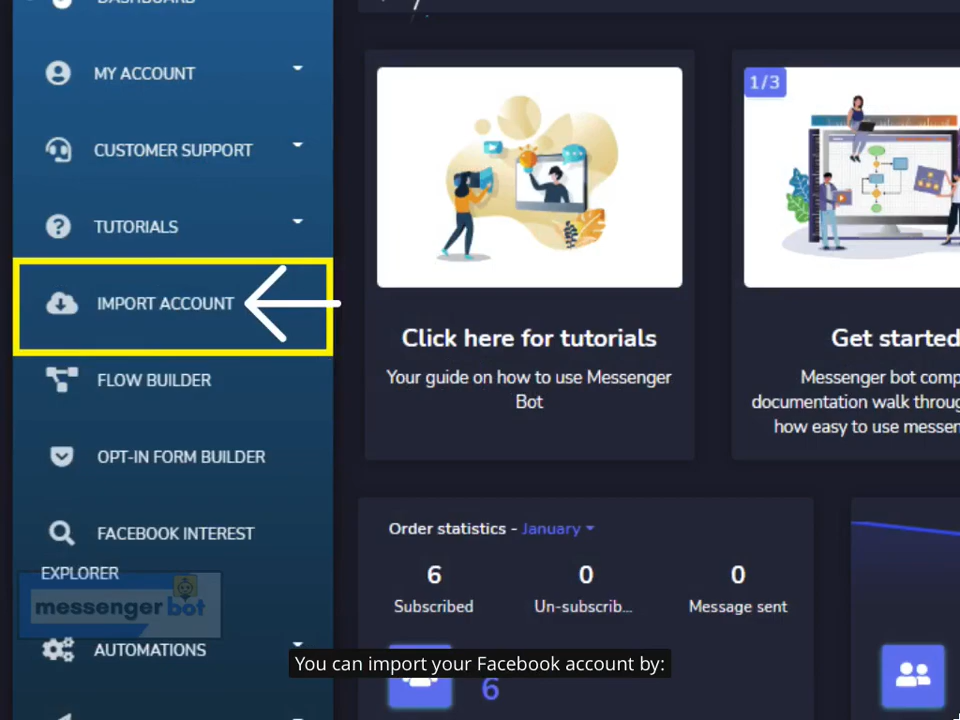 DASHBOARD
MY ACCOUNT
CUSTOMER SUPPORT
TUTORIALS
IMPORT ACCOUNT
FLOW BUILDER
OPT-IN FORM BUILDER
FACEBOOK INTEREST
EXPLORER
messenger bot
AUTOMATIONS
Click here for tutorials
Your guide on how to use Messenger
Bot
1/3
Get started
Messenger bot comp
documentation walk throug
how easy to use messen
Order statistics - January
6
Subscribed
0
Un-subscrib...
0
Message sent
6
You can import your Facebook account by: